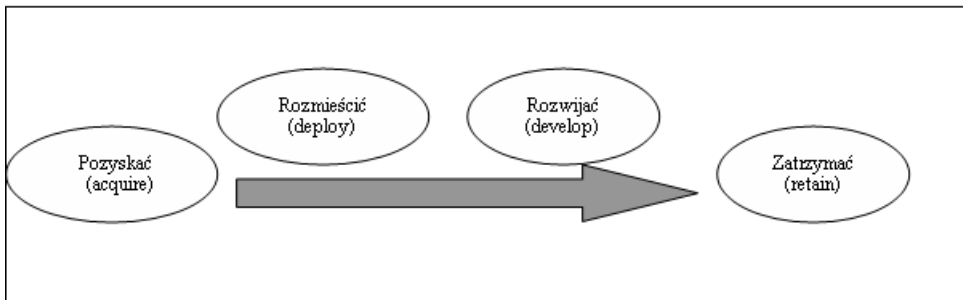 Pozyskać
(acquire)
Rozmieścić
(deploy)
Rozwijać
(develop)
Zatrzymać
(retain)